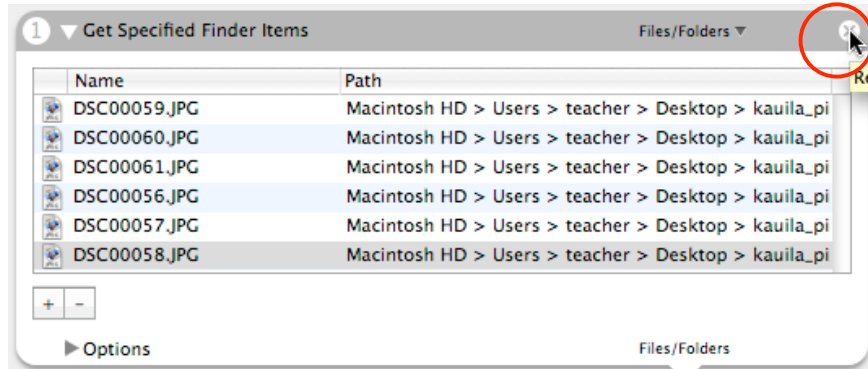 1 Get Specified Finder Items Files/Folders
Name Path
DSC00059.JPG Macintosh HD > Users > teacher > Desktop > kauila_pi
DSC00060.JPG Macintosh HD > Users > teacher > Desktop > kauila_pi
DSC00061.JPG Macintosh HD > Users > teacher > Desktop > kauila_pi
DSC00056.JPG Macintosh HD > Users > teacher > Desktop > kauila_pi
DSC00057.JPG Macintosh HD > Users > teacher > Desktop > kauila_pi
DSC00058.JPG Macintosh HD > Users > teacher > Desktop > kauila_pi
+ -
Options Files/Folders